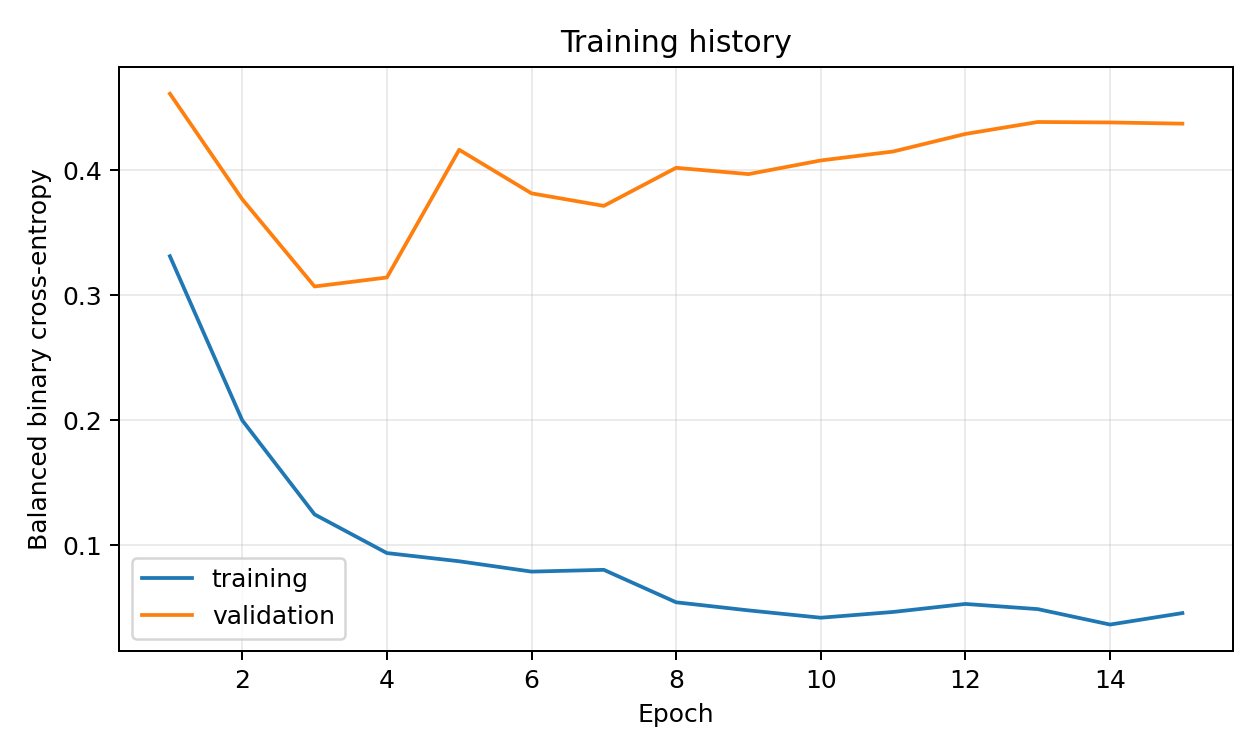 Training history
Balanced binary cross-entropy
0.4
0.3
0.2
0.1
training
validation
2 4 6 8 10 12 14
Epoch